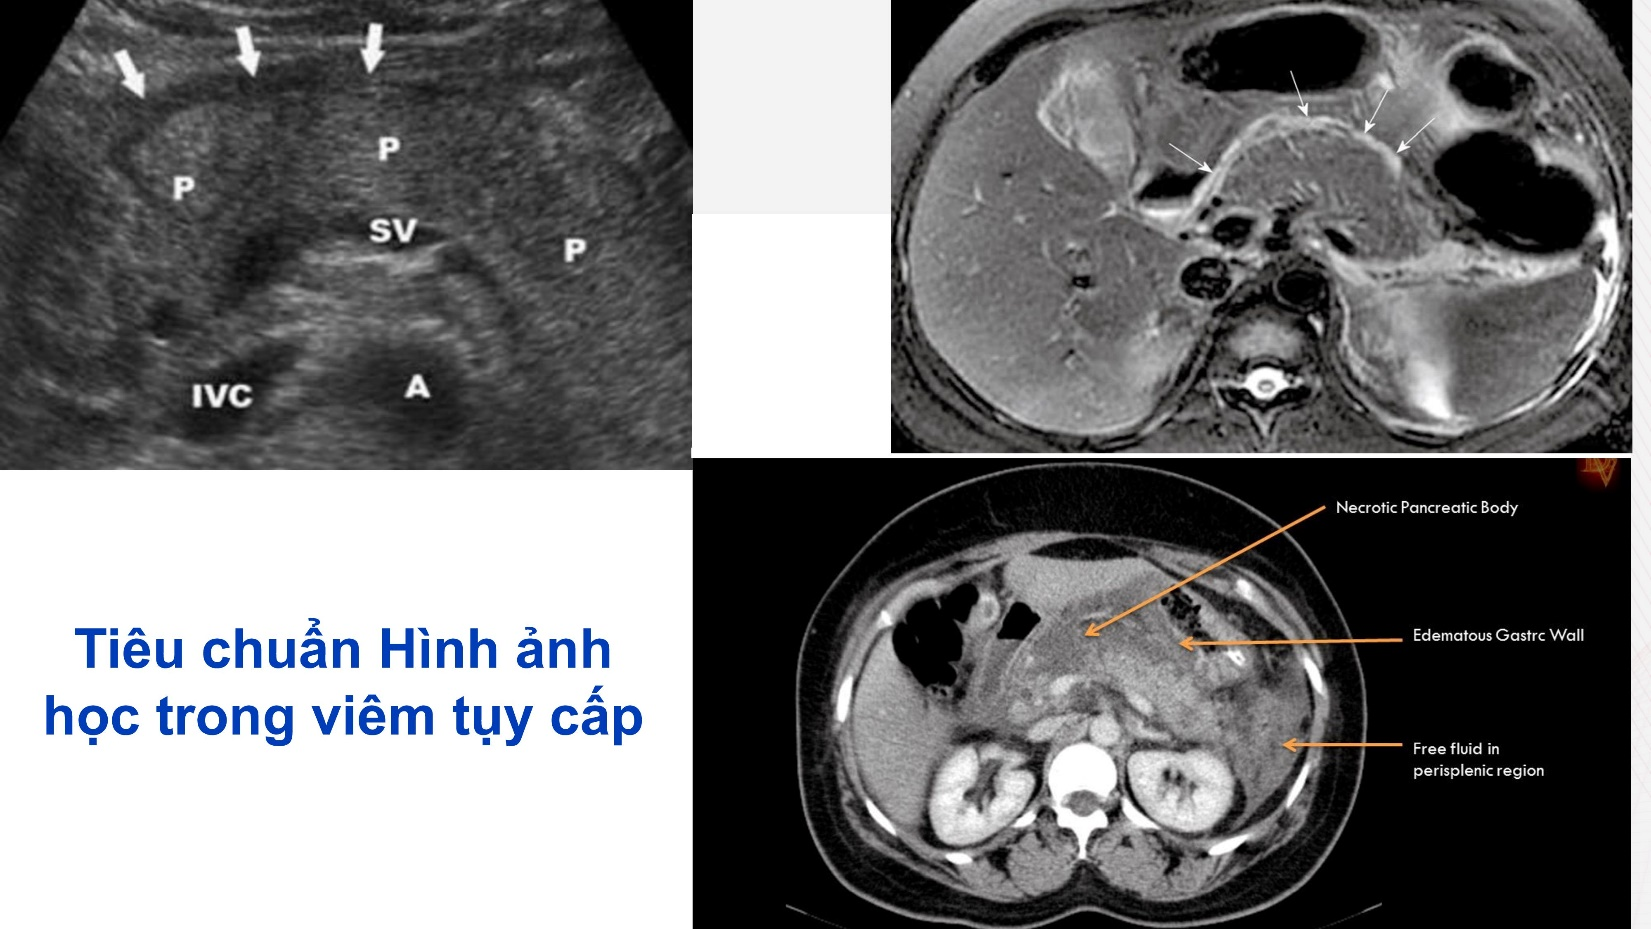 P
P
SV
P
IVC
A
Tiêu chuẩn Hình ảnh
học trong viêm tụy cấp
Necrotic Pancreatic Body
Edematous Gastrc Wall
Free fluid in
perisplenic region